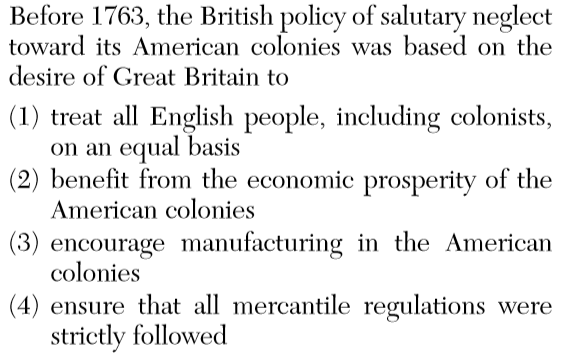 Before 1763, the British policy of salutary neglect
toward its American colonies was based on the
desire of Great Britain to
(1) treat all English people, including colonists,
on an equal basis
(2) benefit from the economic prosperity of the
American colonies
(3) encourage manufacturing in the American
colonies
(4) ensure that all mercantile regulations were
strictly followed